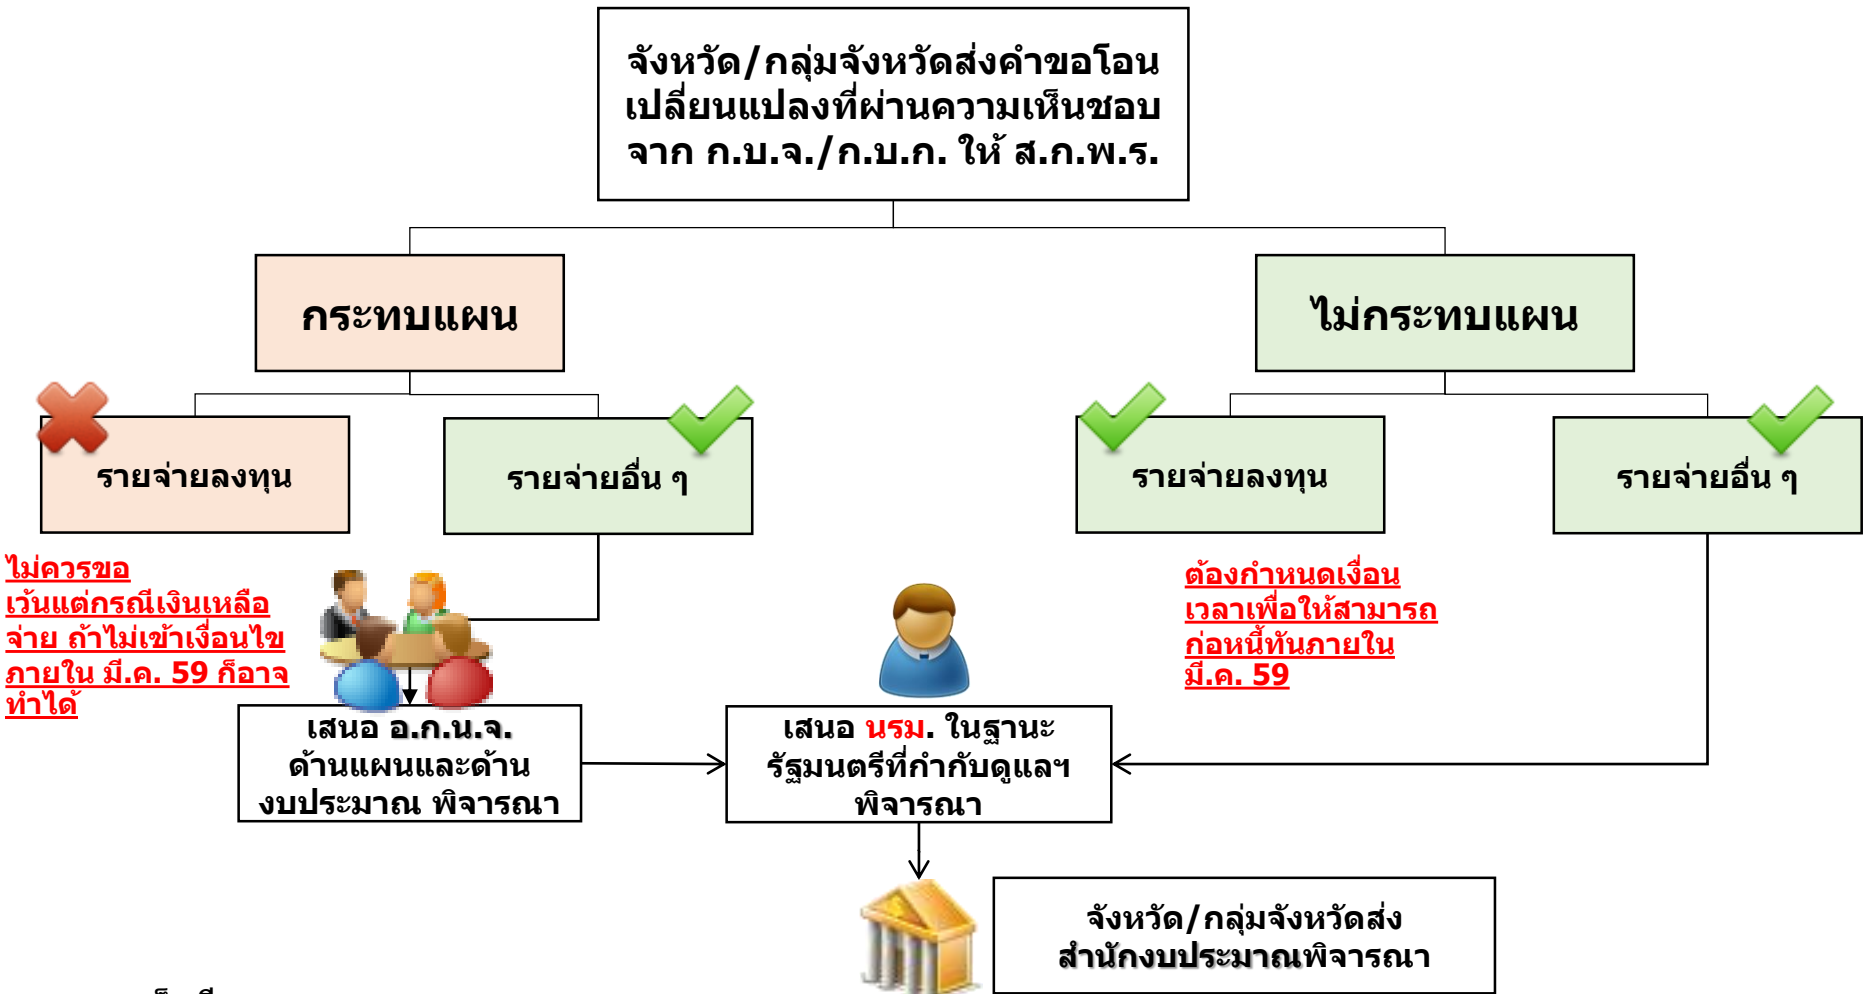 จังหวัด/กลุ่มจังหวัดส่งคำขอโอน
เปลี่ยนแปลงที่ผ่านความเห็นชอบ
จาก ก.บ.จ./ก.บ.ก. ให้ ส.ก.พ.ร.
กระทบแผน
ไม่กระทบแผน
รายจ่ายลงทุน
รายจ่ายอื่น ๆ
รายจ่ายลงทุน
รายจ่ายอื่น ๆ
ไม่ควรขอ
เว้นแต่กรณีเงินเหลือ
จ่าย ถ้าไม่เข้าเงื่อนไข
ภายใน มี.ค. 59 ก็อาจ
ทำได้
ต้องกำหนดเงื่อน
เวลาเพื่อให้สามารถ
ก่อหนี้ทันภายใน
มี.ค. 59
เสนอ อ.ก.น.จ.
ด้านแผนและด้าน
งบประมาณ พิจารณา
เสนอ นรม. ในฐานะ
รัฐมนตรีที่กำกับดูแลฯ
พิจารณา
จังหวัด/กลุ่มจังหวัดส่ง
สำนักงบประมาณพิจารณา